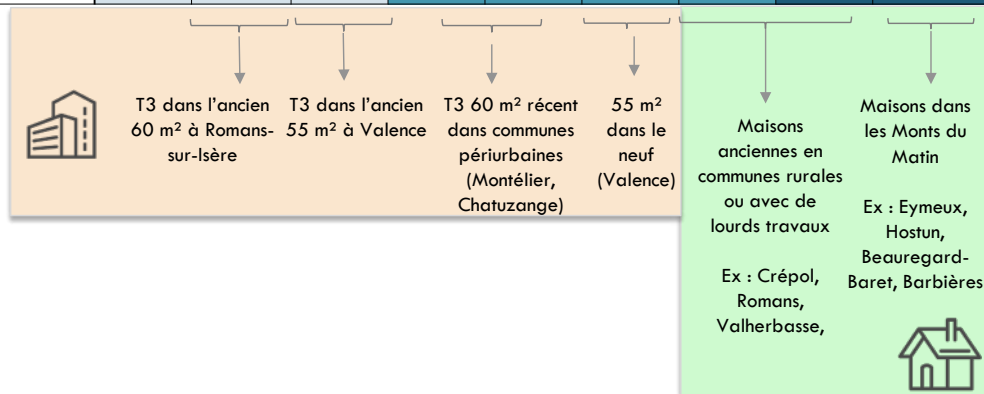 T3 dans l’ancien
60 m² à Romans-
sur-Isère
T3 dans l’ancien
55 m² à Valence
T3 60 m² récent
dans communes
périurbaines
(Montélier,
Chatuzange)
55 m²
dans le
neuf
(Valence)
Maisons
anciennes en
communes rurales
ou avec de
lourds travaux
Ex : Crépol,
Romans,
Valherbasse,
Maisons dans
les Monts du
Matin
Ex : Eymeux,
Hostun,
Beauregard-
Baret, Barbières